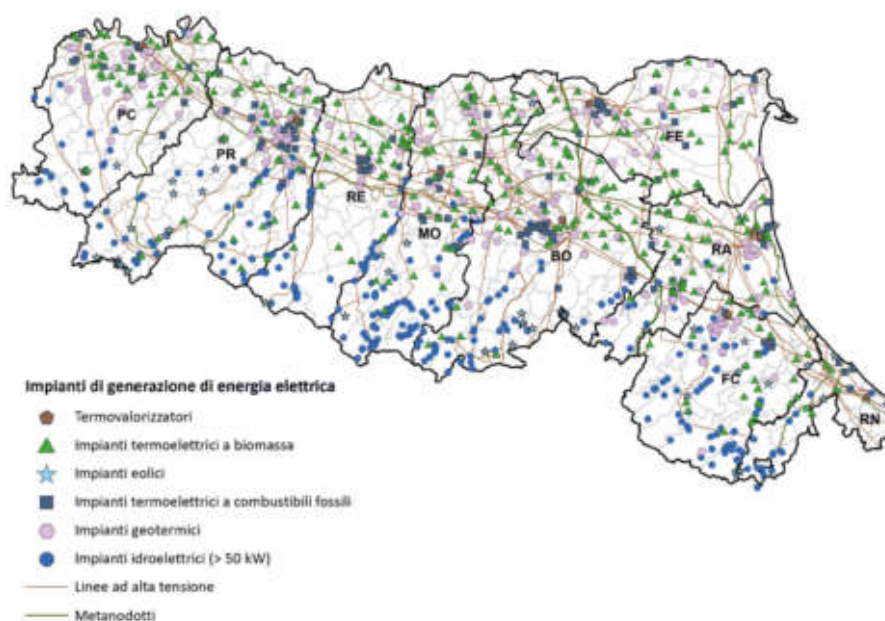 PC
PR
RE
MO
BO
FE
RA
FC
RN
Impianti di generazione di energia elettrica
Termovalorizzatori
Impianti termoelettrici a biomassa
Impianti eolici
Impianti termoelettrici a combustibili fossili
Impianti geotermici
Impianti idroelettrici (> 50 kW)
Linee ad alta tensione
Metanodotti